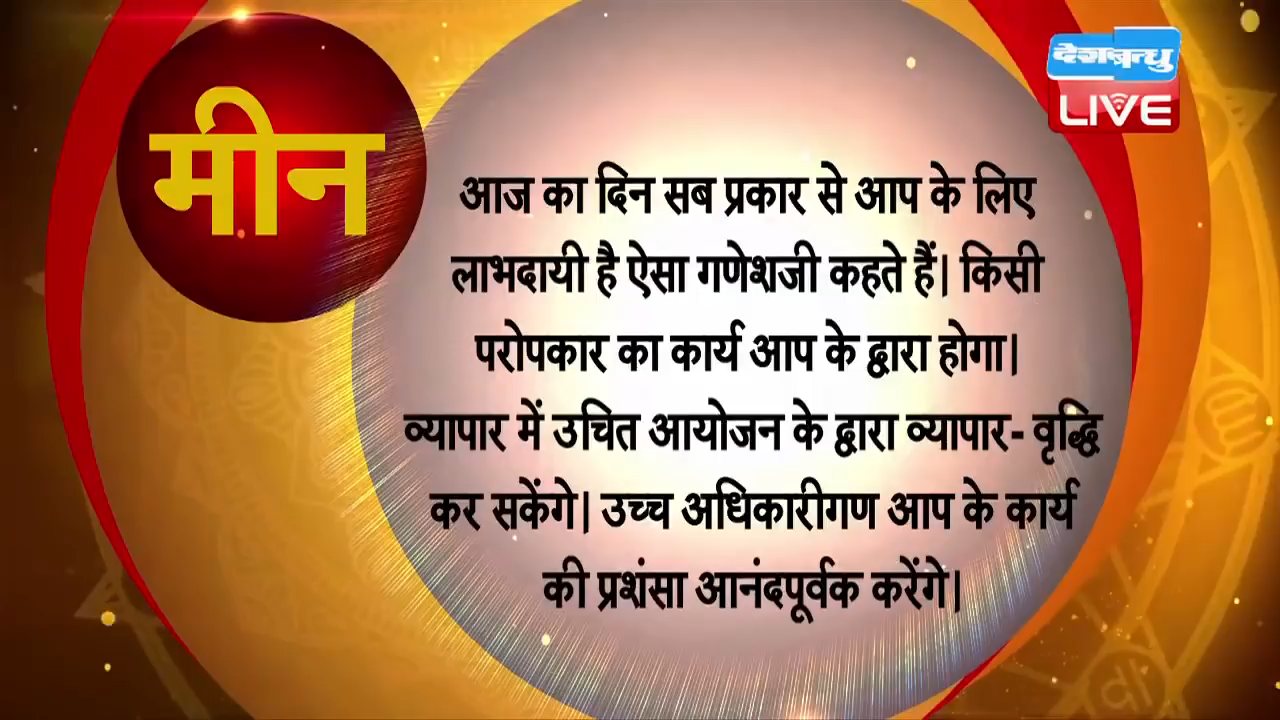 मीन
देशबन्धु
LIVE
आज का दिन सब प्रकार से आप के लिए
लाभदायी है ऐसा गणेशजी कहते हैं| किसी
परोपकार का कार्य आप के द्वारा होगा|
व्यापार में उचित आयोजन के द्वारा व्यापार- वृद्धि
कर सकेंगे| उच्च अधिकारीगण आप के कार्य
की प्रशंसा आनंदपूर्वक करेंगे|